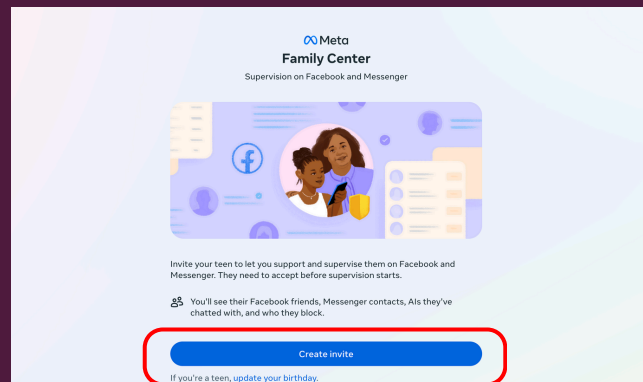 Meta
Family Center
Supervision on Facebook and Messenger
Invite your teen to let you support and supervise them on Facebook and
Messenger. They need to accept before supervision starts.
You'll see their Facebook friends, Messenger contacts, AIs they've
chatted with, and who they block.
Create invite
If you're a teen, update your birthday.